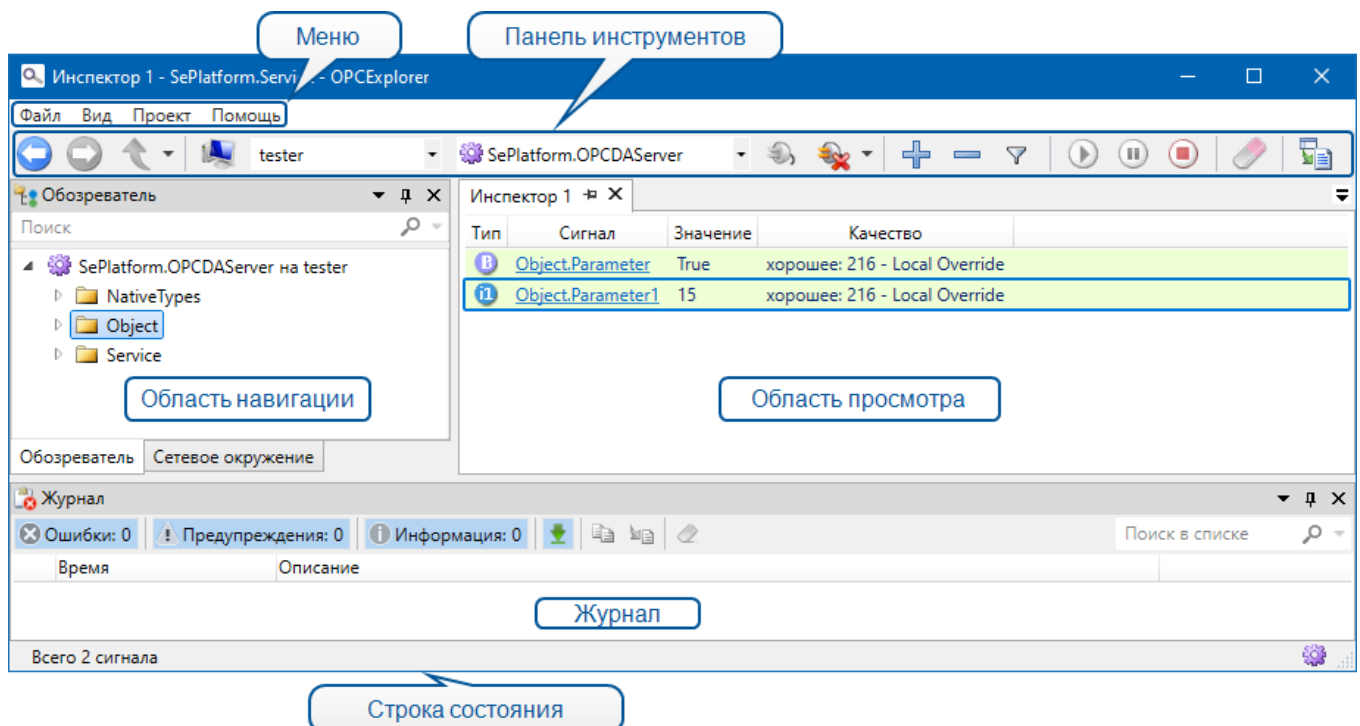 Меню
Панель инструментов
Инспектор 1 - SePlatform.Servi - OPCExplorer
Файл Вид Проект Помощь
tester SePlatform.OPCDAServer
Обозреватель
Инспектор 1
Поиск
Тип Сигнал Значение Качество
SePlatform.OPCDAServer на tester
B Object.Parameter True хорошее: 216 - Local Override
NativeTypes
i1 Object.Parameter1 15 хорошее: 216 - Local Override
Object
Service
Область навигации
Область просмотра
Обозреватель Сетевое окружение
Журнал
Ошибки: 0 Предупреждения: 0 Информация: 0 Поиск в списке
Время Описание
Журнал
Всего 2 сигнала
Строка состояния